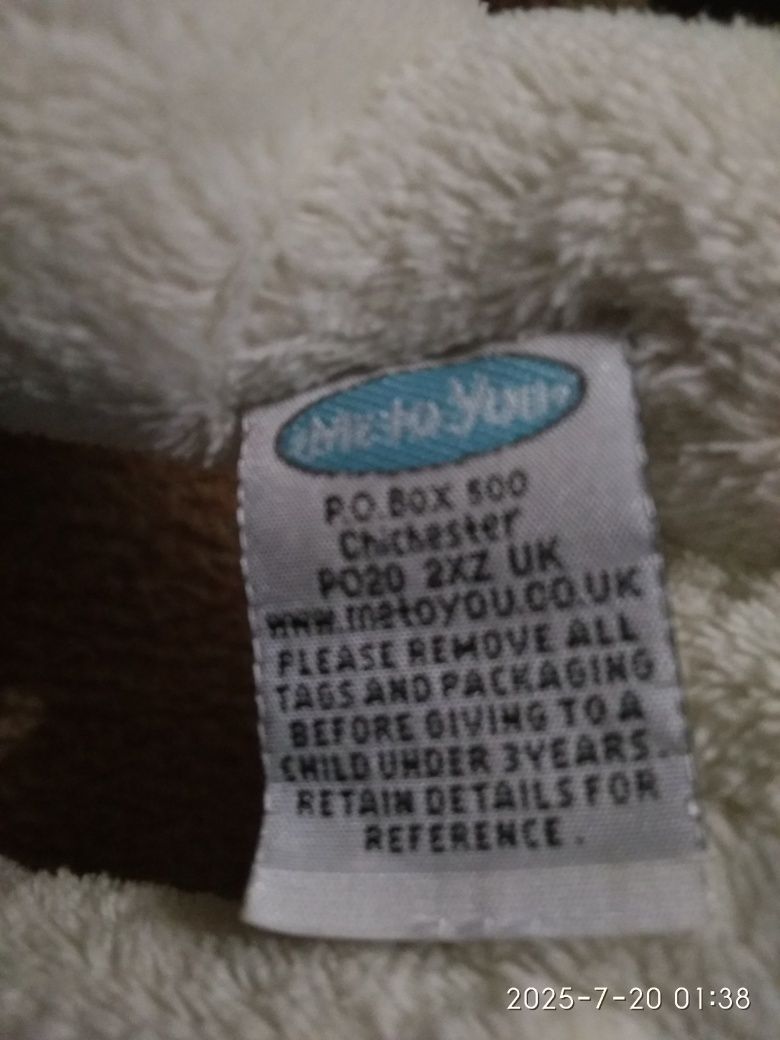 Me to You
P.O. BOX 500
Chichester
PO20 2XZ UK
www.metoyou.co.uk
PLEASE REMOVE ALL
TAGS AND PACKAGING
BEFORE GIVING TO A
CHILD UNDER 3YEARS.
RETAIN DETAILS FOR
REFERENCE.
2025-7-20 01:38